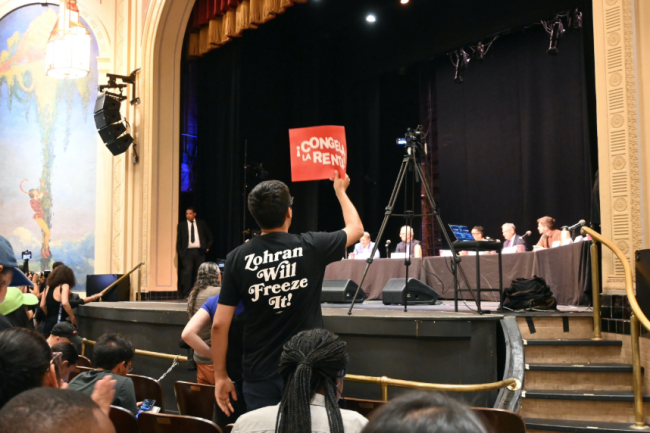 ¡CONGELA
LA RENTA!
Zohran
Will
Freeze
It!